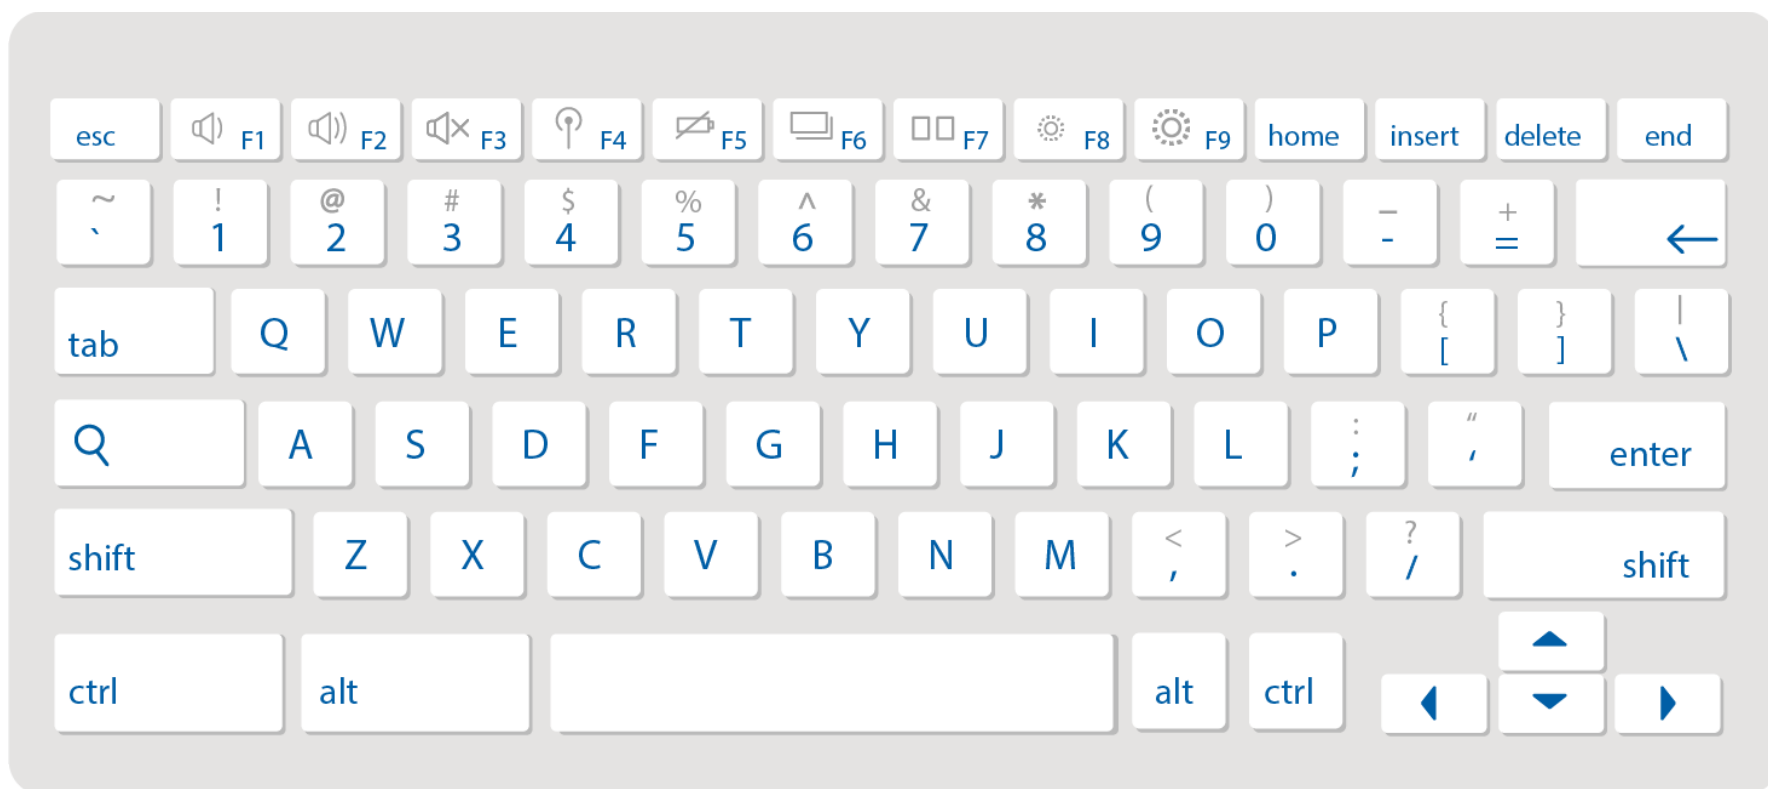 esc F1 F2 F3 F4 F5 F6 F7 F8 F9 home insert delete end
~ ! @ # $ % ^ & * ( ) _ +
` 1 2 3 4 5 6 7 8 9 0 - = ←
{ } |
tab Q W E R T Y U I O P [ ] \
: “
A S D F G H J K L ; ‘ enter
< > ?
shift Z X C V B N M , . / shift
ctrl alt alt ctrl